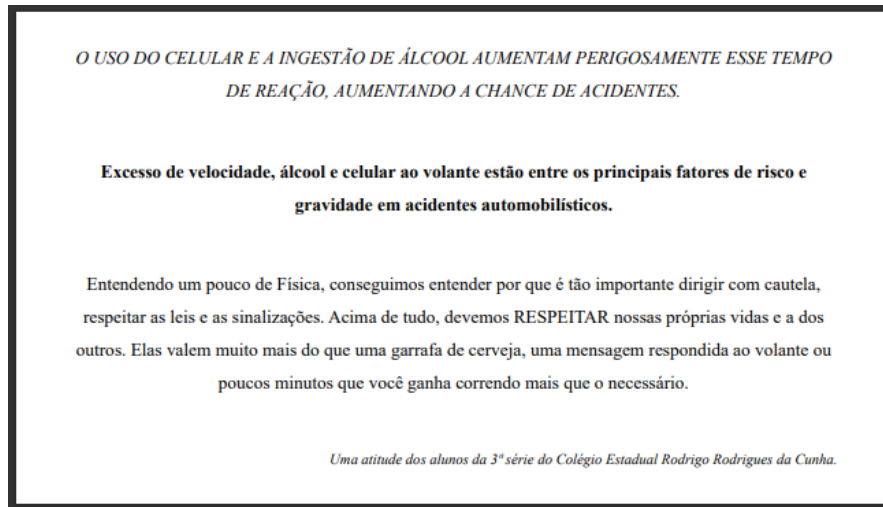 O USO DO CELULAR E A INGESTÃO DE ÁLCOOL AUMENTAM PERIGOSAMENTE ESSE TEMPO
DE REAÇÃO, AUMENTANDO A CHANCE DE ACIDENTES.
Excesso de velocidade, álcool e celular ao volante estão entre os principais fatores de risco e
gravidade em acidentes automobilísticos.
Entendendo um pouco de Física, conseguimos entender por que é tão importante dirigir com cautela,
respeitar as leis e as sinalizações. Acima de tudo, devemos RESPEITAR nossas próprias vidas e a dos
outros. Elas valem muito mais do que uma garrafa de cerveja, uma mensagem respondida ao volante ou
poucos minutos que você ganha correndo mais que o necessário.
Uma atitude dos alunos da 3ª série do Colégio Estadual Rodrigo Rodrigues da Cunha.